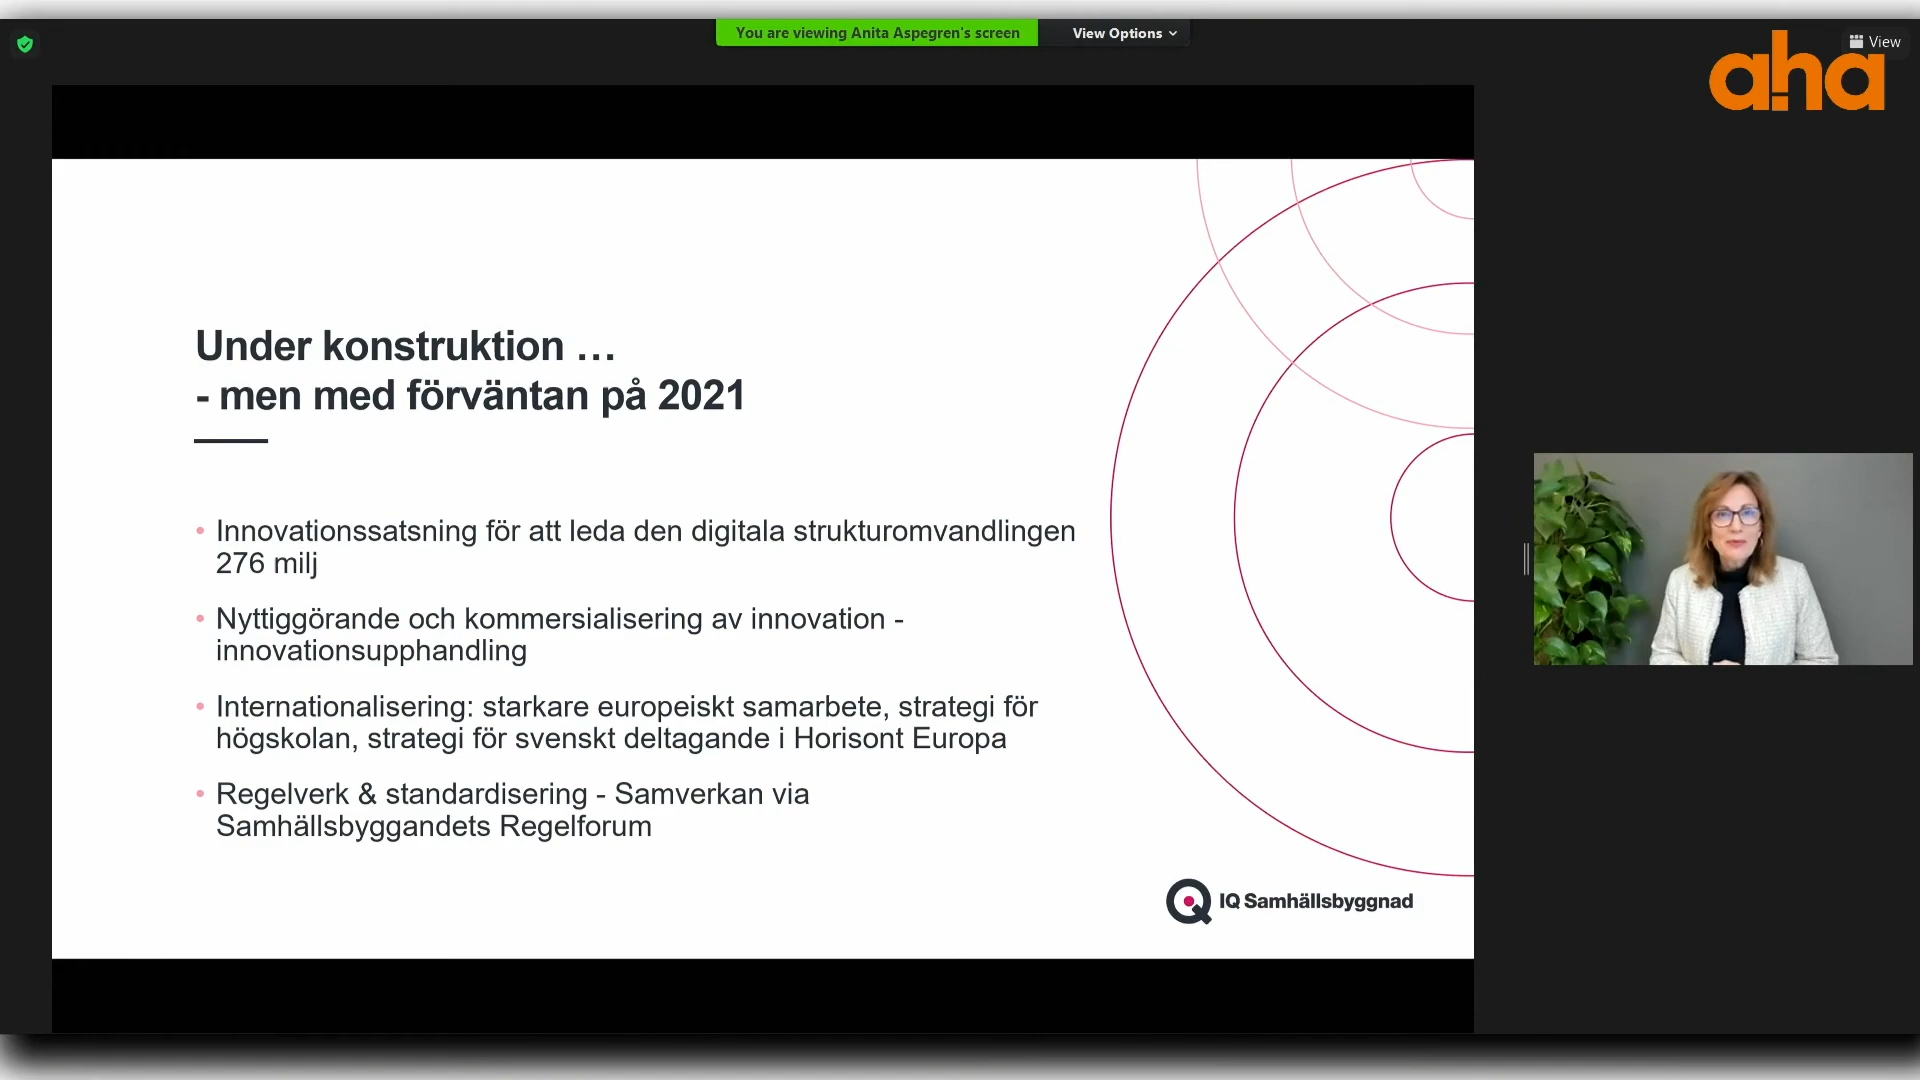 You are viewing Anita Aspegren's screen
View Options
View
aha
Under konstruktion …
- men med förväntan på 2021
• Innovationssatsning för att leda den digitala strukturomvandlingen
276 milj
• Nyttiggörande och kommersialisering av innovation -
innovationsupphandling
• Internationalisering: starkare europeiskt samarbete, strategi för
högskolan, strategi för svenskt deltagande i Horisont Europa
• Regelverk & standardisering - Samverkan via
Samhällsbyggandets Regelforum
IQ Samhällsbyggnad